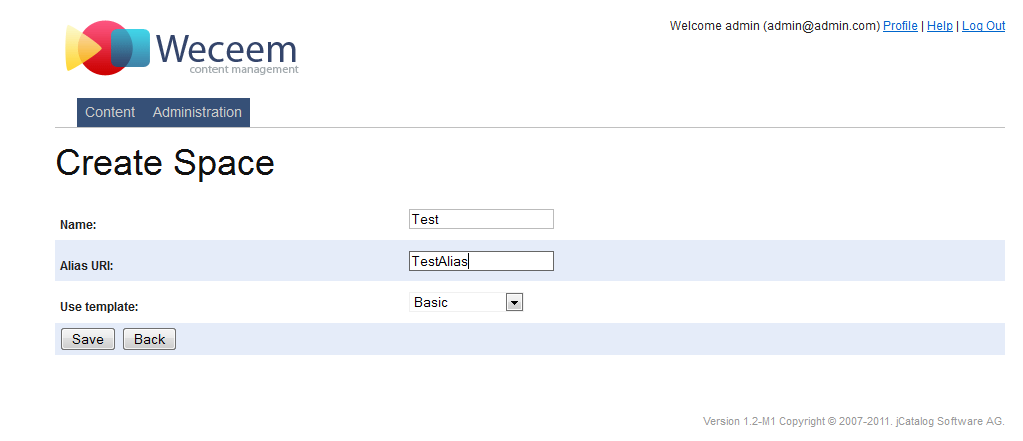 Welcome admin (admin@admin.com) Profile | Help | Log Out
Weceem
content management
Content Administration
Create Space
Name: Test
Alias URI: TestAlias
Use template: Basic
Save Back
Version 1.2-M1 Copyright © 2007-2011. jCatalog Software AG.